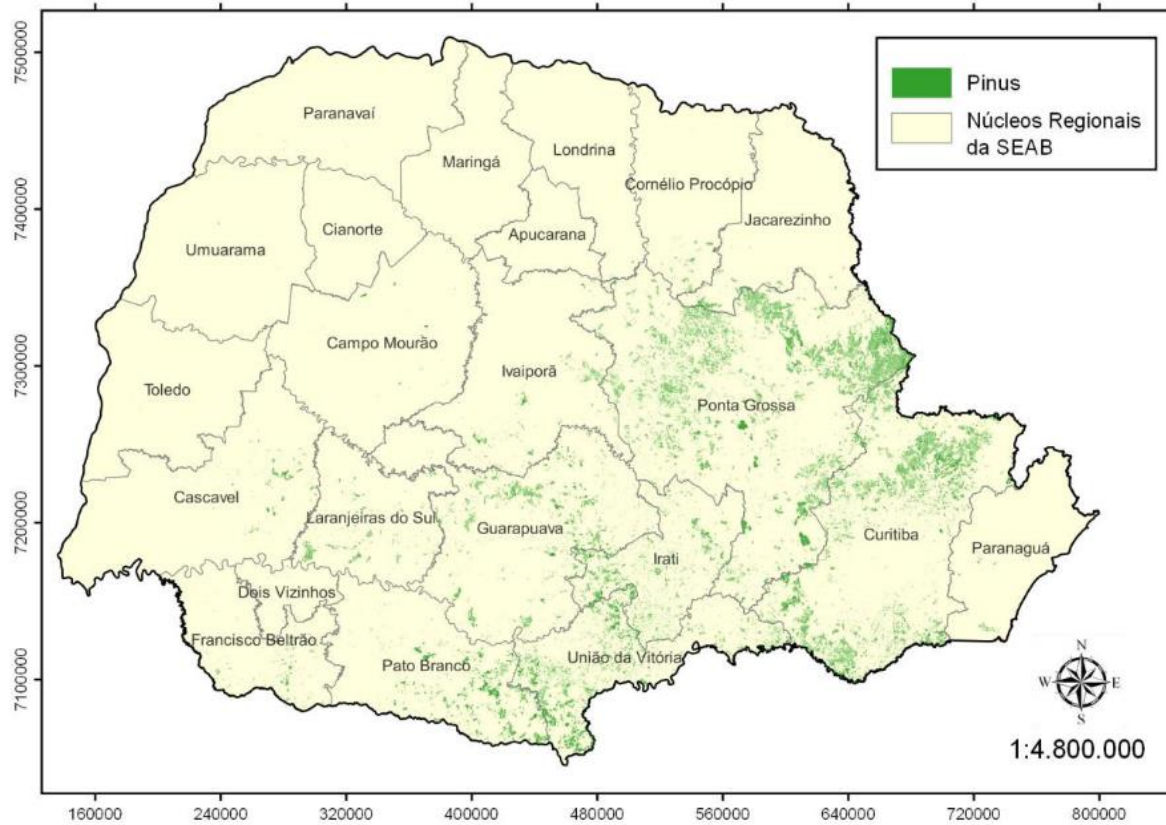 7500000
7400000
7300000
7200000
7100000
Pinus
Núcleos Regionais
da SEAB
Paranavaí
Maringá
Londrina
Cornélio Procópio
Jacarezinho
Umuarama
Cianorte
Apucarana
Campo Mourão
Ivaiporã
Toledo
Ponta Grossa
Cascavel
Laranjeiras do Sul
Guarapuava
Irati
Curitiba
Paranaguá
Dois Vizinhos
Francisco Beltrão
Pato Branco
União da Vitória
N
W E
S
1:4.800.000
160000 240000 320000 400000 480000 560000 640000 720000 800000